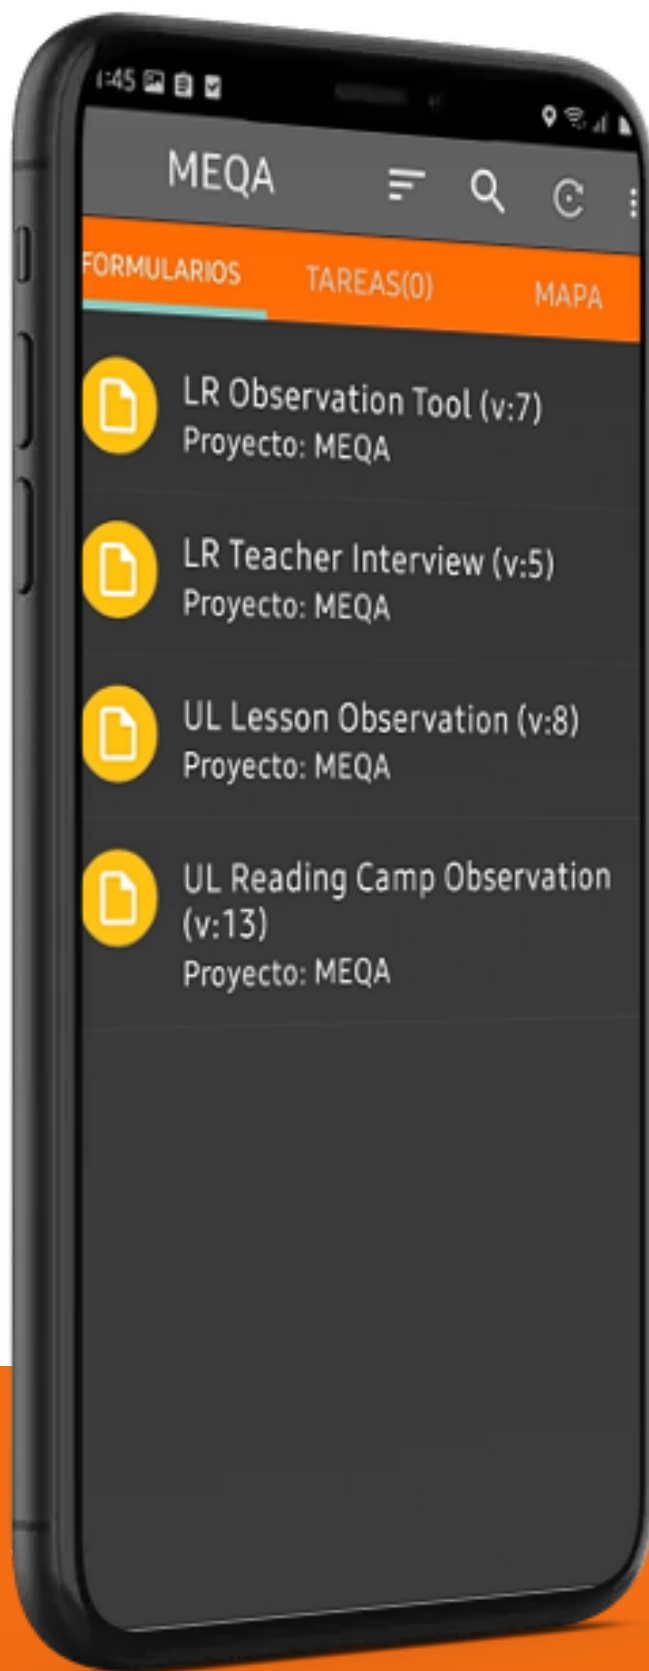 1:45
MEQA
FORMULARIOS TAREAS(0) MAPA
LR Observation Tool (v:7)
Proyecto: MEQA
LR Teacher Interview (v:5)
Proyecto: MEQA
UL Lesson Observation (v:8)
Proyecto: MEQA
UL Reading Camp Observation
(v:13)
Proyecto: MEQA